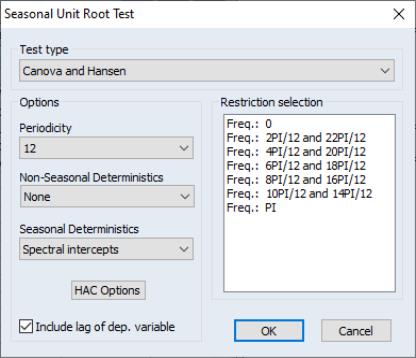 Seasonal Unit Root Test
Test type
Canova and Hansen
Options
Periodicity
12
Non-Seasonal Deterministics
None
Seasonal Deterministics
Spectral intercepts
HAC Options
Include lag of dep. variable
Restriction selection
Freq.: 0
Freq.: 2PI/12 and 22PI/12
Freq.: 4PI/12 and 20PI/12
Freq.: 6PI/12 and 18PI/12
Freq.: 8PI/12 and 16PI/12
Freq.: 10PI/12 and 14PI/12
Freq.: PI
OK
Cancel